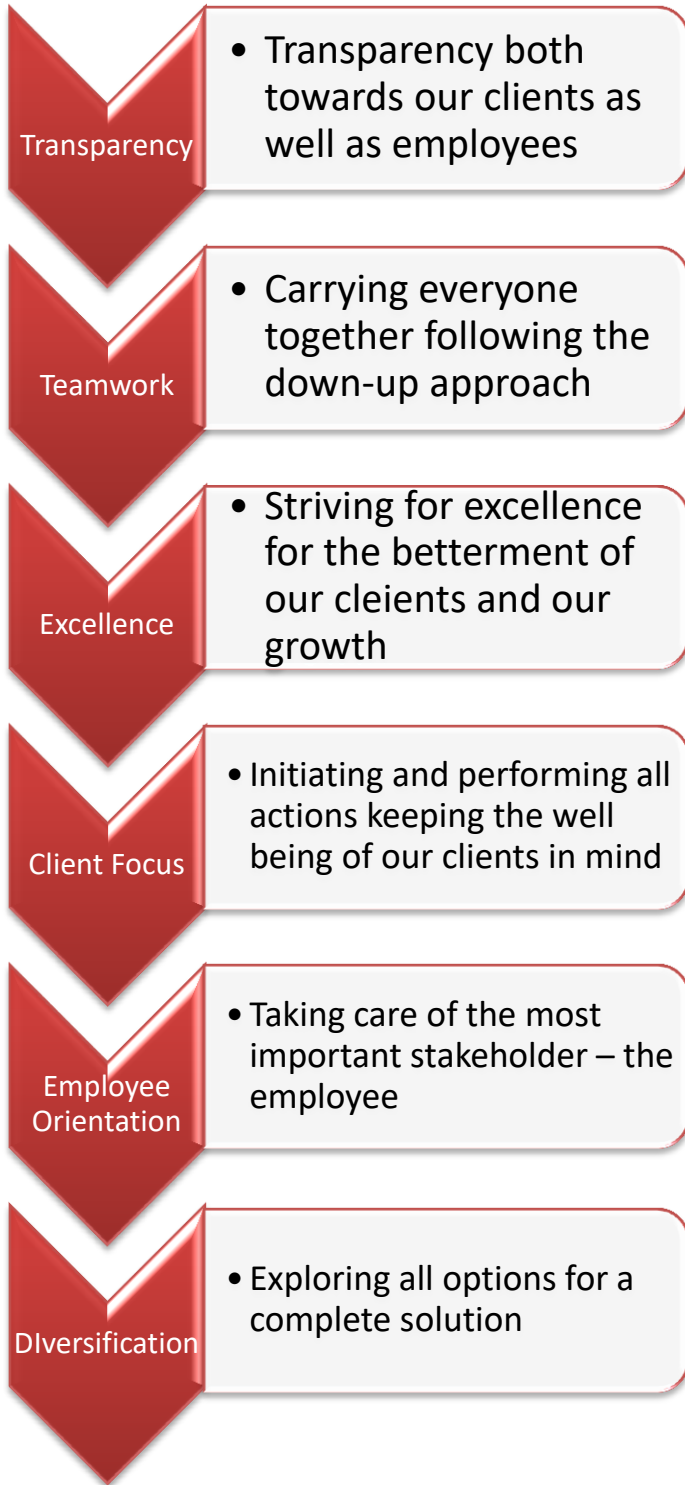 Transparency
• Transparency both
towards our clients as
well as employees
Teamwork
• Carrying everyone
together following the
down-up approach
Excellence
• Striving for excellence
for the betterment of
our cleients and our
growth
Client Focus
• Initiating and performing all
actions keeping the well
being of our clients in mind
Employee
Orientation
• Taking care of the most
important stakeholder – the
employee
DIversification
• Exploring all options for a
complete solution